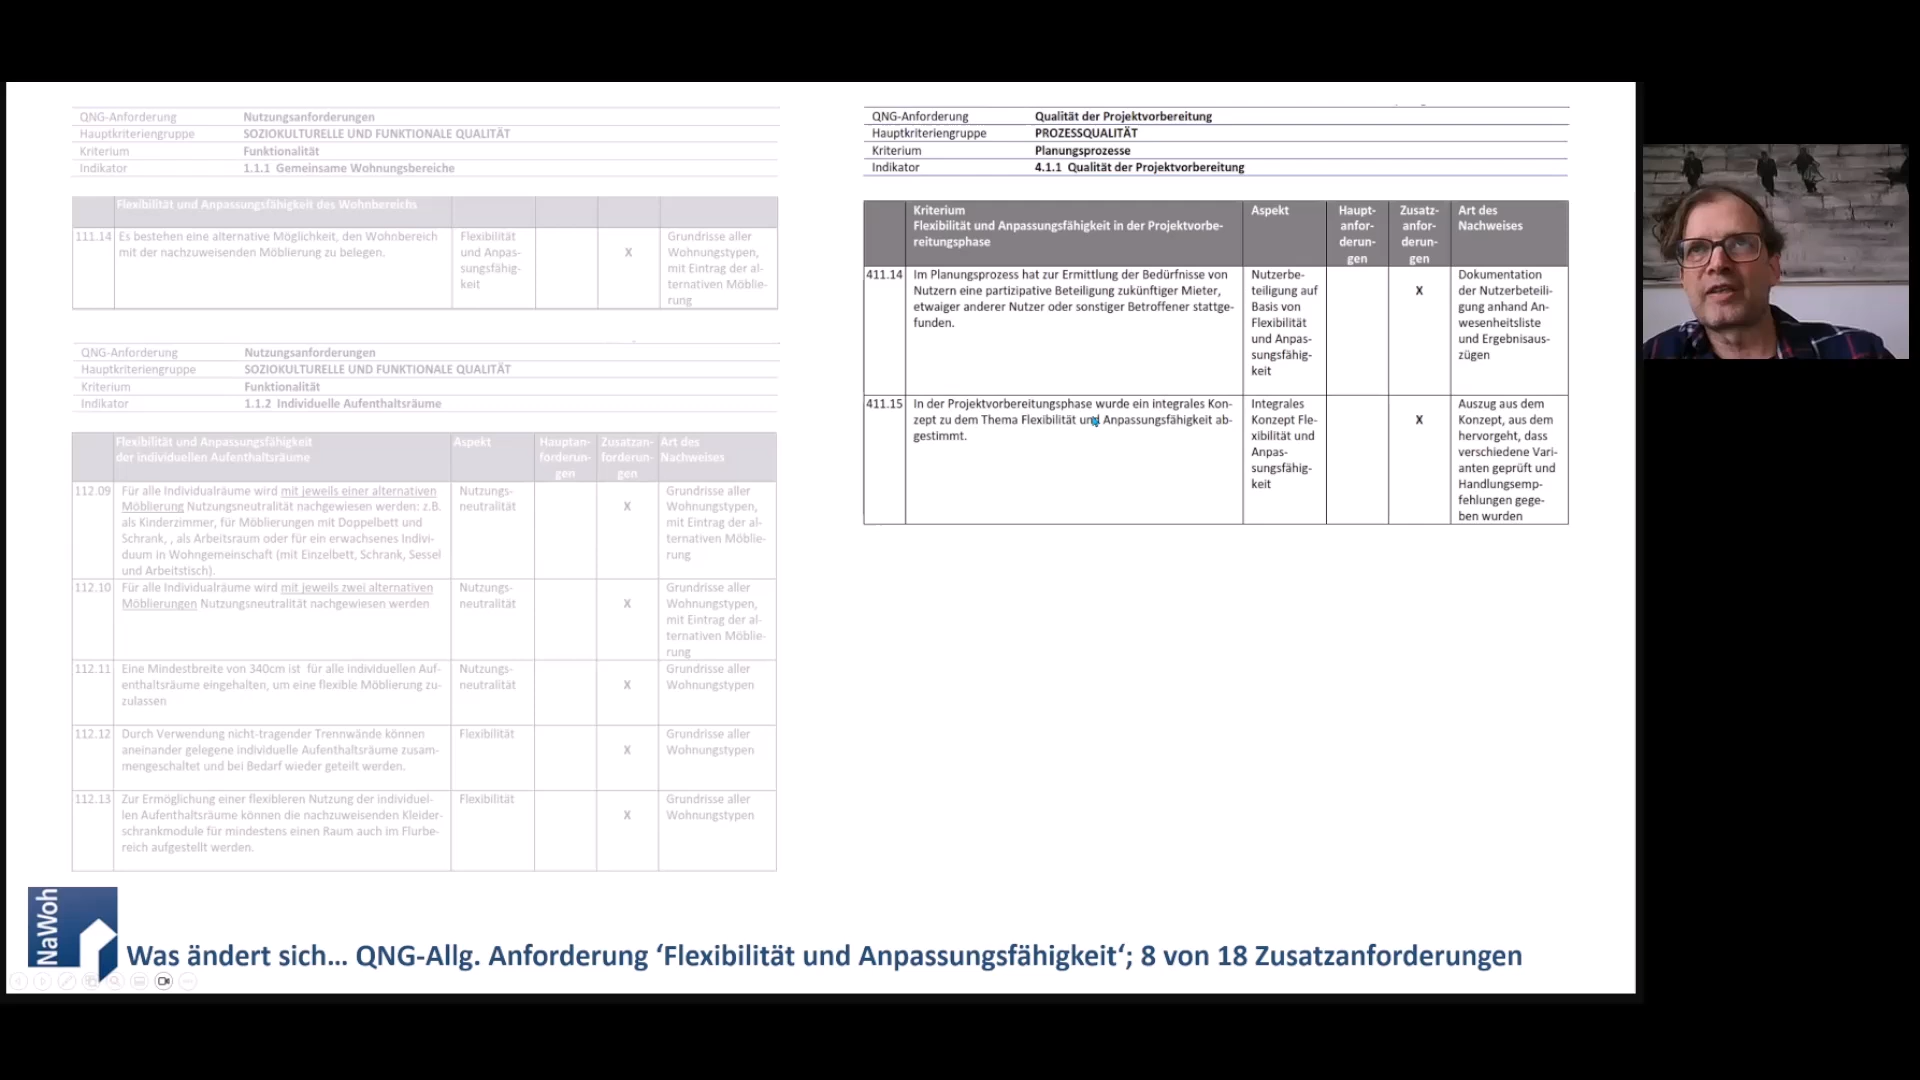 QNG-Anforderung Nutzungsanforderungen
Hauptkriteriengruppe SOZIOKULTURELLE UND FUNKTIONALE QUALITÄT
Kriterium Funktionalität
Indikator 1.1.1 Gemeinsame Wohnungsbereiche
Flexibilität und Anpassungsfähigkeit des Wohnbereichs
111.14
Es bestehen eine alternative Möglichkeit, den Wohnbereich
mit der nachzuweisenden Möblierung zu belegen.
Flexibilität
und Anpas-
sungsfähig-
keit
X
Grundrisse aller
Wohnungstypen,
mit Eintrag der al-
ternativen Möblie-
rung
QNG-Anforderung Nutzungsanforderungen
Hauptkriteriengruppe SOZIOKULTURELLE UND FUNKTIONALE QUALITÄT
Kriterium Funktionalität
Indikator 1.1.2 Individuelle Aufenthaltsräume
Flexibilität und Anpassungsfähigkeit
der individuellen Aufenthaltsräume
Aspekt
Hauptan-
forderun-
gen
Zusatzan-
forderun-
gen
Art des
Nachweises
112.09
Für alle Individualräume wird mit jeweils einer alternativen
Möblierung Nutzungsneutralität nachgewiesen werden: z.B.
als Kinderzimmer, für Möblierungen mit Doppelbett und
Schrank, , als Arbeitsraum oder für ein erwachsenes Indivi-
duum in Wohngemeinschaft (mit Einzelbett, Schrank, Sessel
und Arbeitstisch).
Nutzungs-
neutralität
X
Grundrisse aller
Wohnungstypen,
mit Eintrag der al-
ternativen Möblie-
rung
112.10
Für alle Individualräume wird mit jeweils zwei alternativen
Möblierungen Nutzungsneutralität nachgewiesen werden
Nutzungs-
neutralität
X
Grundrisse aller
Wohnungstypen,
mit Eintrag der al-
ternativen Möblie-
rung
112.11
Eine Mindestbreite von 340cm ist für alle individuellen Auf-
enthaltsräume eingehalten, um eine flexible Möblierung zu-
zulassen
Nutzungs-
neutralität
X
Grundrisse aller
Wohnungstypen
112.12
Durch Verwendung nicht-tragender Trennwände können
aneinander gelegene individuelle Aufenthaltsräume zusam-
mengeschaltet und bei Bedarf wieder geteilt werden.
Flexibilität
X
Grundrisse aller
Wohnungstypen
112.13
Zur Ermöglichung einer flexibleren Nutzung der individuel-
len Aufenthaltsräume können die nachzuweisenden Kleider-
schrankmodule für mindestens einen Raum auch im Flurbe-
reich aufgestellt werden.
Flexibilität
X
Grundrisse aller
Wohnungstypen
QNG-Anforderung Qualität der Projektvorbereitung
Hauptkriteriengruppe PROZESSQUALITÄT
Kriterium Planungsprozesse
Indikator 4.1.1 Qualität der Projektvorbereitung
Kriterium
Flexibilität und Anpassungsfähigkeit in der Projektvorbe-
reitungsphase
Aspekt
Haupt-
anfor-
derun-
gen
Zusatz-
anfor-
derun-
gen
Art des
Nachweises
411.14
Im Planungsprozess hat zur Ermittlung der Bedürfnisse von
Nutzern eine partizipative Beteiligung zukünftiger Mieter,
etwaiger anderer Nutzer oder sonstiger Betroffener stattge-
funden.
Nutzerbe-
teiligung auf
Basis von
Flexibilität
und Anpas-
sungsfähig-
keit
X
Dokumentation
der Nutzerbeteili-
gung anhand An-
wesenheitsliste
und Ergebnisaus-
zügen
411.15
In der Projektvorbereitungsphase wurde ein integrales Kon-
zept zu dem Thema Flexibilität und Anpassungsfähigkeit ab-
gestimmt.
Integrales
Konzept Fle-
xibilität und
Anpas-
sungsfähig-
keit
X
Auszug aus dem
Konzept, aus dem
hervorgeht, dass
verschiedene Vari-
anten geprüft und
Handlungsemp-
fehlungen gege-
ben wurden
NaWoh
Was ändert sich... QNG-Allg. Anforderung ‘Flexibilität und Anpassungsfähigkeit‘; 8 von 18 Zusatzanforderungen